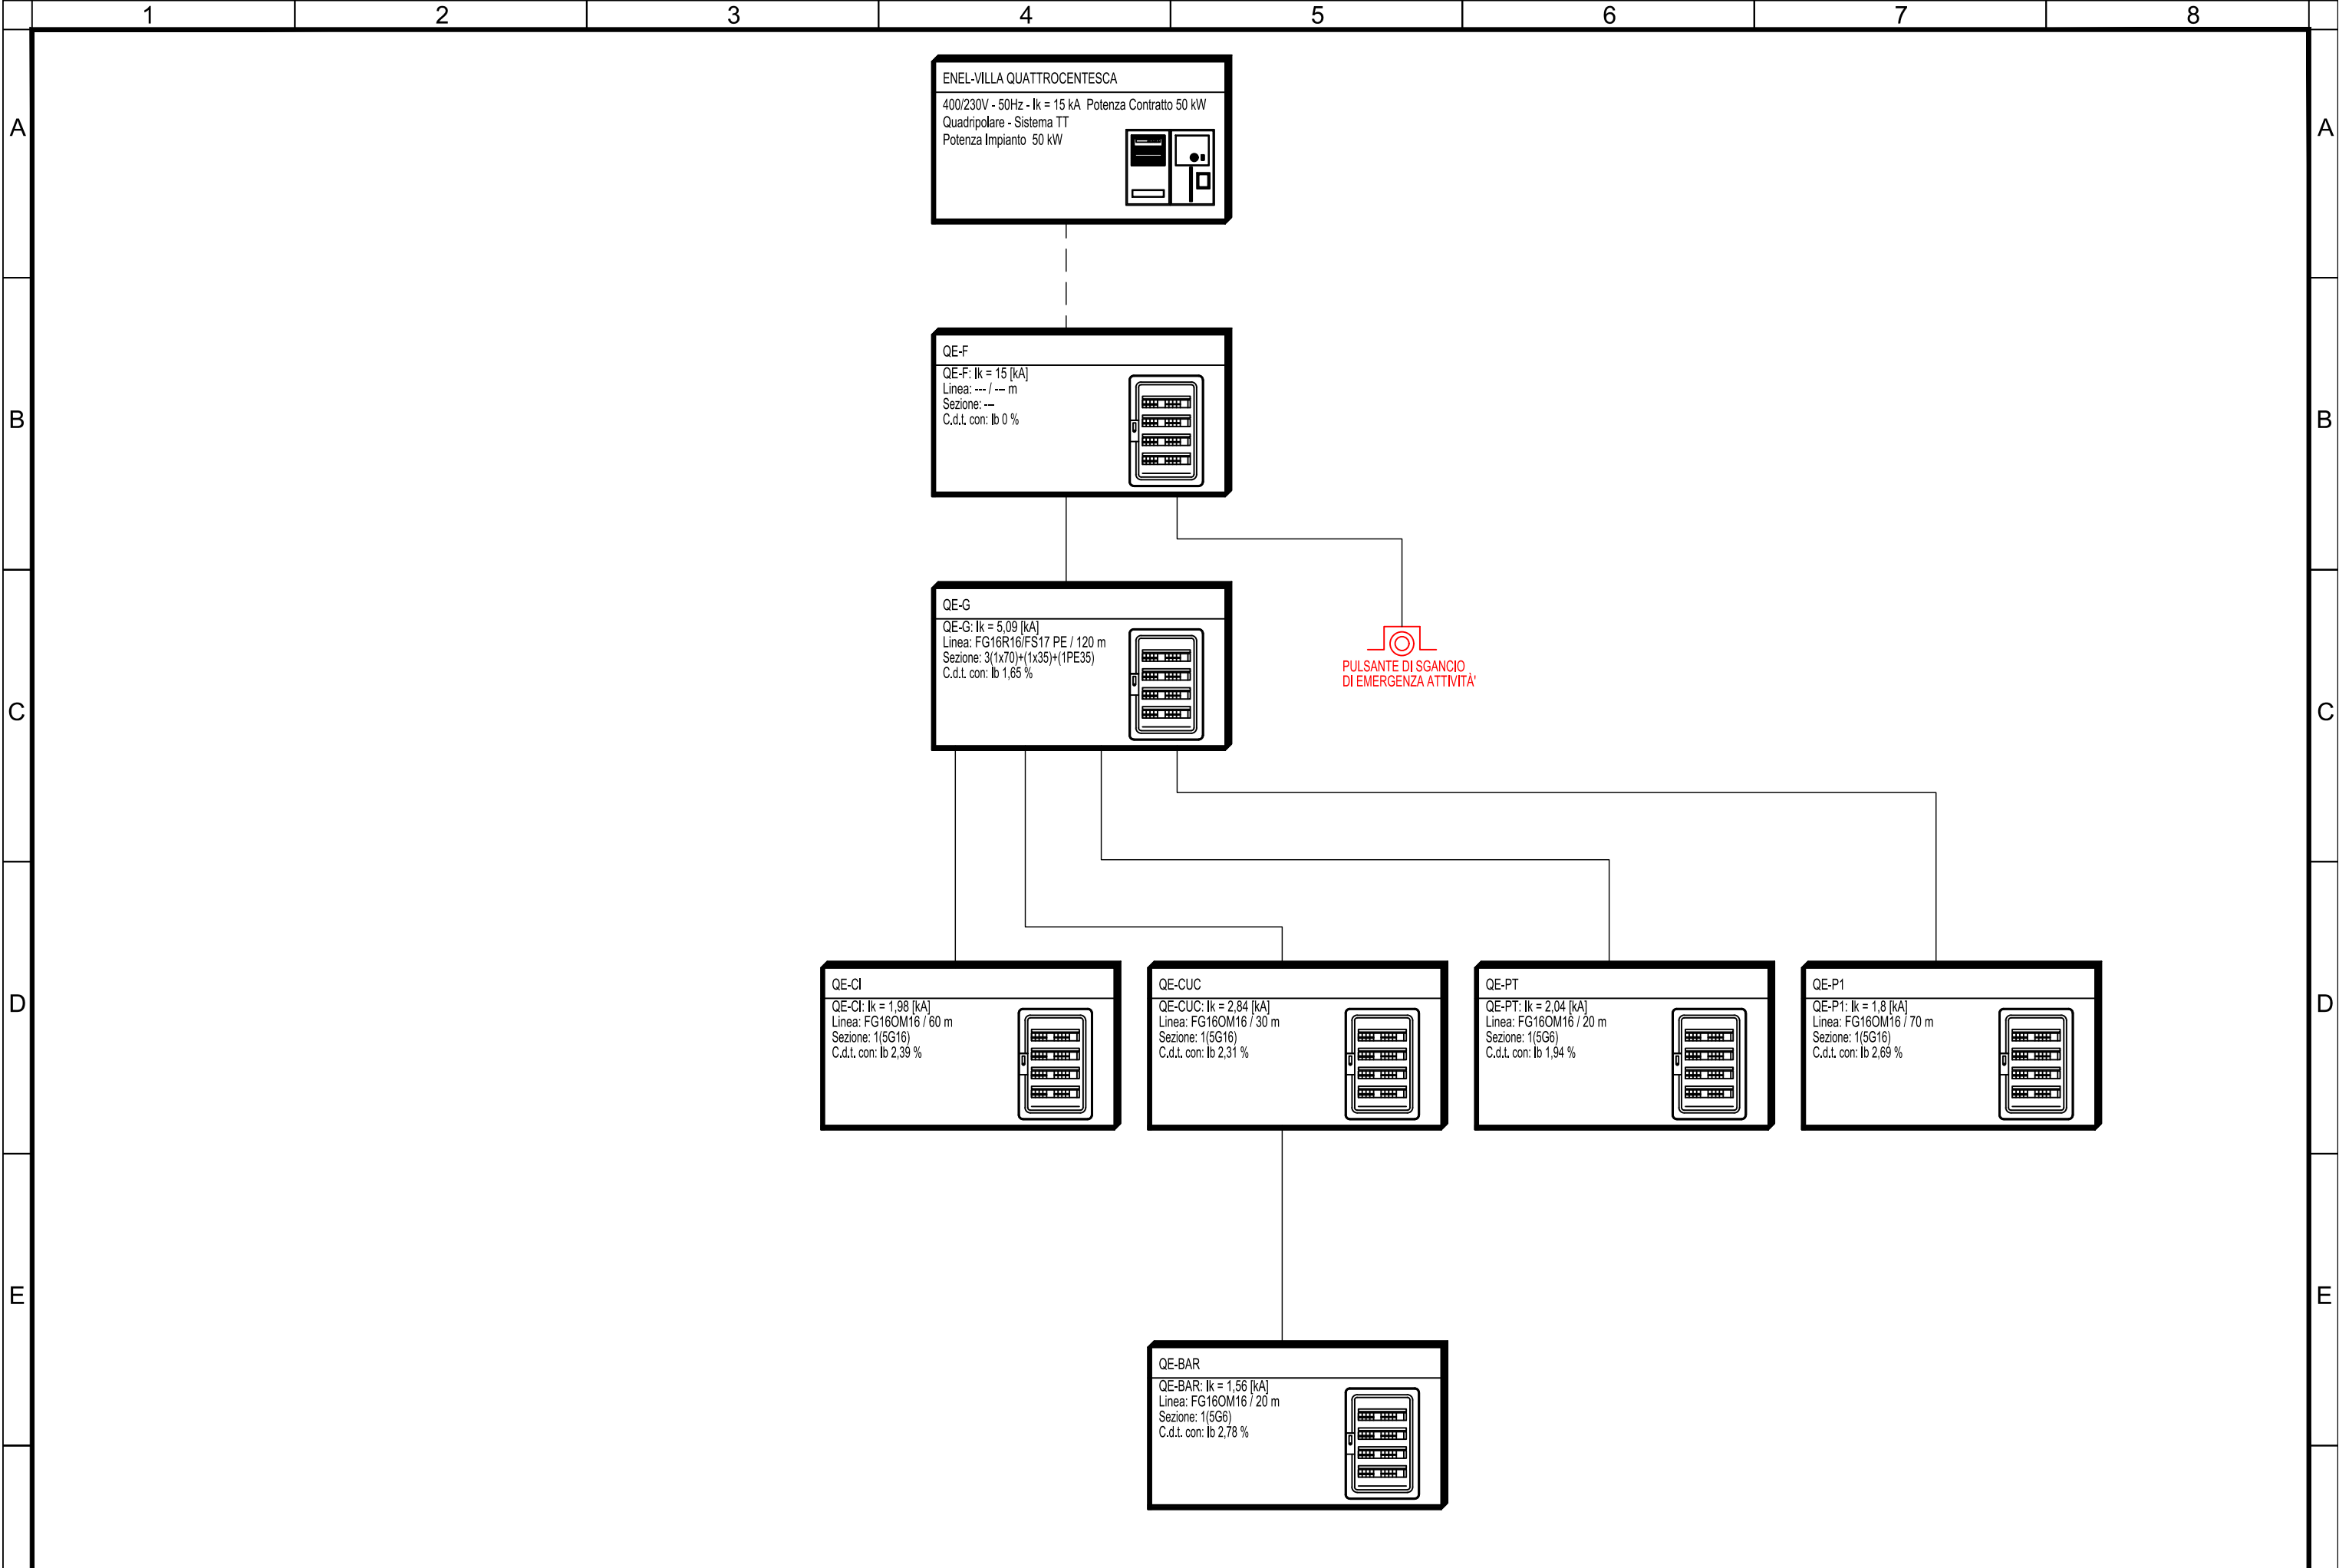 1 2 3 4 5 6 7 8
A A
ENEL-VILLA QUATTROCENTESCA
400/230V - 50Hz - Ik = 15 kA Potenza Contratto 50 kW
Quadripolare - Sistema TT
Potenza Impianto 50 kW
B B
QE-F
QE-F: Ik = 15 [kA]
Linea: --- / --- m
Sezione: ---
C.d.t. con: Ib 0 %
C C
QE-G
QE-G: Ik = 5,09 [kA]
Linea: FG16R16/FS17 PE / 120 m
Sezione: 3(1x70)+(1x35)+(1PE35)
C.d.t. con: Ib 1,65 %
PULSANTE DI SGANCIO
DI EMERGENZA ATTIVITÀ'
D D
QE-CI
QE-CI: Ik = 1,98 [kA]
Linea: FG16OM16 / 60 m
Sezione: 1(5G16)
C.d.t. con: Ib 2,39 %
QE-CUC
QE-CUC: Ik = 2,84 [kA]
Linea: FG16OM16 / 30 m
Sezione: 1(5G16)
C.d.t. con: Ib 2,31 %
QE-PT
QE-PT: Ik = 2,04 [kA]
Linea: FG16OM16 / 20 m
Sezione: 1(5G6)
C.d.t. con: Ib 1,94 %
QE-P1
QE-P1: Ik = 1,8 [kA]
Linea: FG16OM16 / 70 m
Sezione: 1(5G16)
C.d.t. con: Ib 2,69 %
E E
QE-BAR
QE-BAR: Ik = 1,56 [kA]
Linea: FG16OM16 / 20 m
Sezione: 1(5G6)
C.d.t. con: Ib 2,78 %